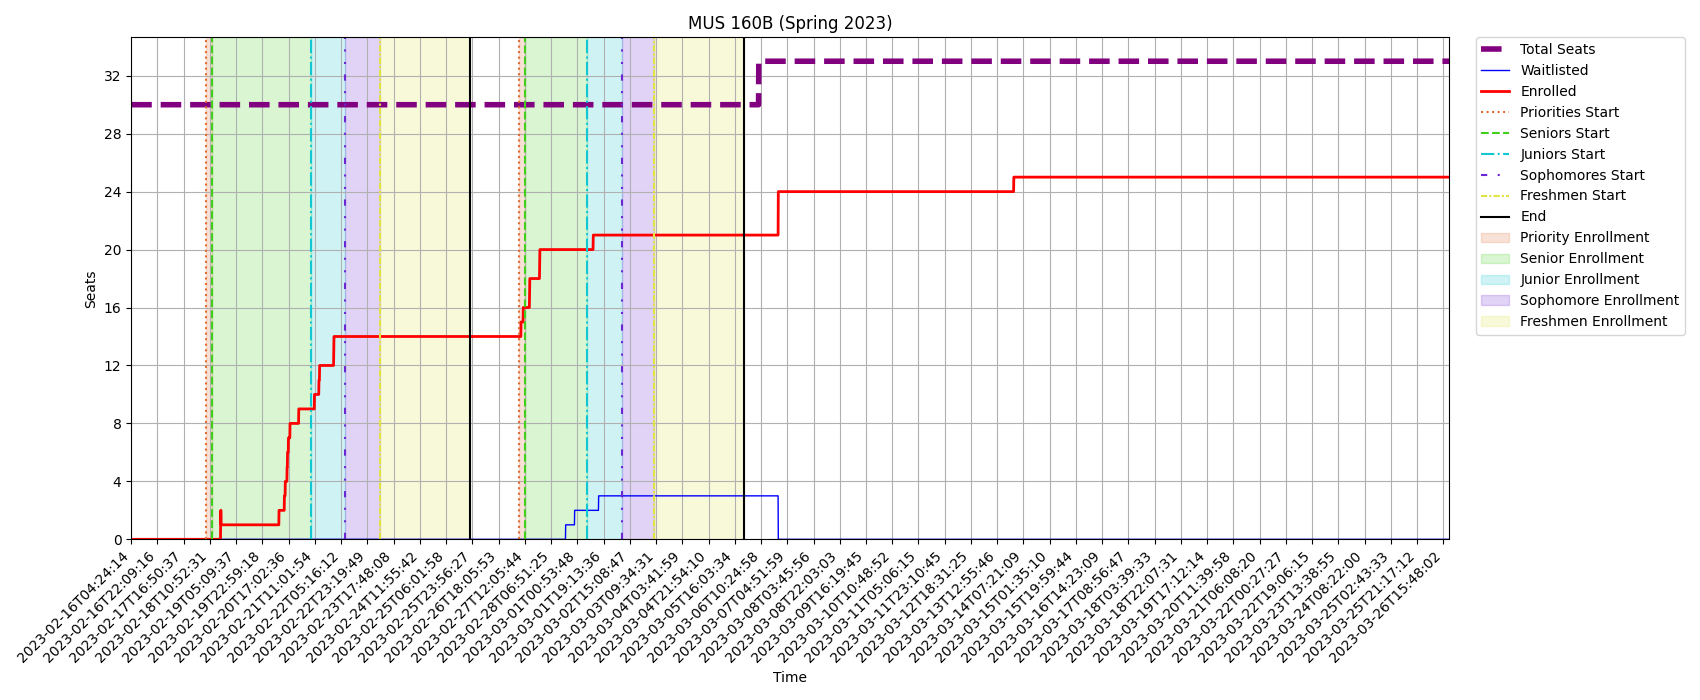 MUS 160B (Spring 2023)
Seats
32
28
24
20
16
12
8
4
0
2023-02-16T04:24:14
2023-02-16T22:09:16
2023-02-17T16:50:37
2023-02-18T10:52:31
2023-02-19T05:09:37
2023-02-19T22:59:18
2023-02-20T17:02:36
2023-02-21T11:01:54
2023-02-22T05:16:12
2023-02-22T23:19:49
2023-02-23T17:48:08
2023-02-24T11:55:42
2023-02-25T06:01:58
2023-02-25T23:56:27
2023-02-26T18:05:53
2023-02-27T12:05:44
2023-02-28T06:51:25
2023-03-01T00:53:48
2023-03-01T19:13:36
2023-03-02T15:08:47
2023-03-03T09:34:31
2023-03-04T03:41:59
2023-03-04T21:54:10
2023-03-05T16:03:34
2023-03-06T10:24:58
2023-03-07T04:51:59
2023-03-08T03:45:56
2023-03-08T22:03:03
2023-03-09T16:19:45
2023-03-10T10:48:52
2023-03-11T05:06:15
2023-03-11T23:10:45
2023-03-12T18:31:25
2023-03-13T12:55:46
2023-03-14T07:21:09
2023-03-15T01:35:10
2023-03-15T19:59:44
2023-03-16T14:23:09
2023-03-17T08:56:47
2023-03-18T03:39:33
2023-03-18T22:07:31
2023-03-19T17:12:14
2023-03-20T11:39:58
2023-03-21T06:08:20
2023-03-22T00:27:27
2023-03-22T19:06:15
2023-03-23T13:38:55
2023-03-24T08:22:00
2023-03-25T02:43:33
2023-03-25T21:17:12
2023-03-26T15:48:02
Time
Total Seats
Waitlisted
Enrolled
Priorities Start
Seniors Start
Juniors Start
Sophomores Start
Freshmen Start
End
Priority Enrollment
Senior Enrollment
Junior Enrollment
Sophomore Enrollment
Freshmen Enrollment